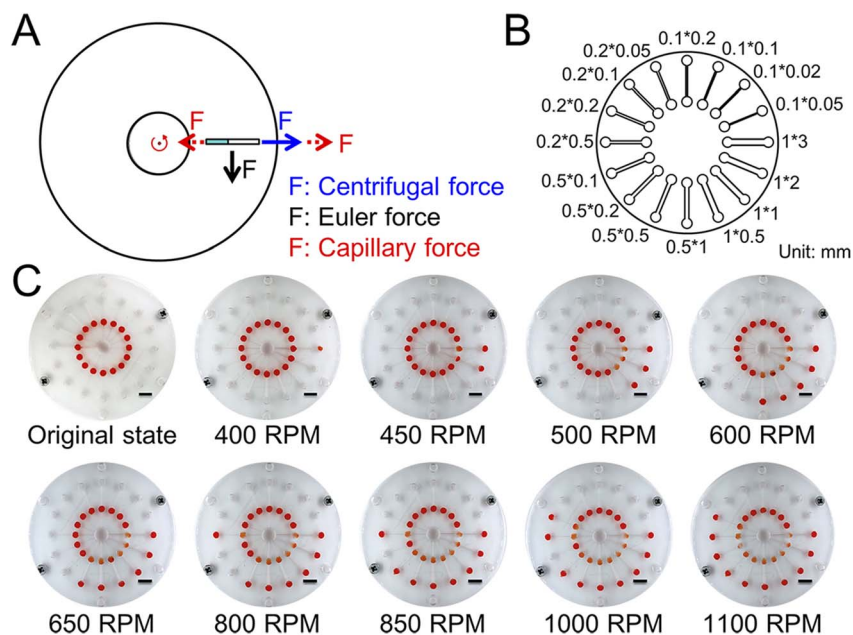 A
F
F
F
F: Centrifugal force
F: Euler force
F: Capillary force
B
0.1*0.2
0.1*0.1
0.1*0.02
0.1*0.05
1*3
1*2
1*1
1*0.5
0.5*1
0.5*0.5
0.5*0.2
0.5*0.1
0.2*0.5
0.2*0.2
0.2*0.1
0.2*0.05
Unit: mm
C
Original state
400 RPM
450 RPM
500 RPM
600 RPM
650 RPM
800 RPM
850 RPM
1000 RPM
1100 RPM